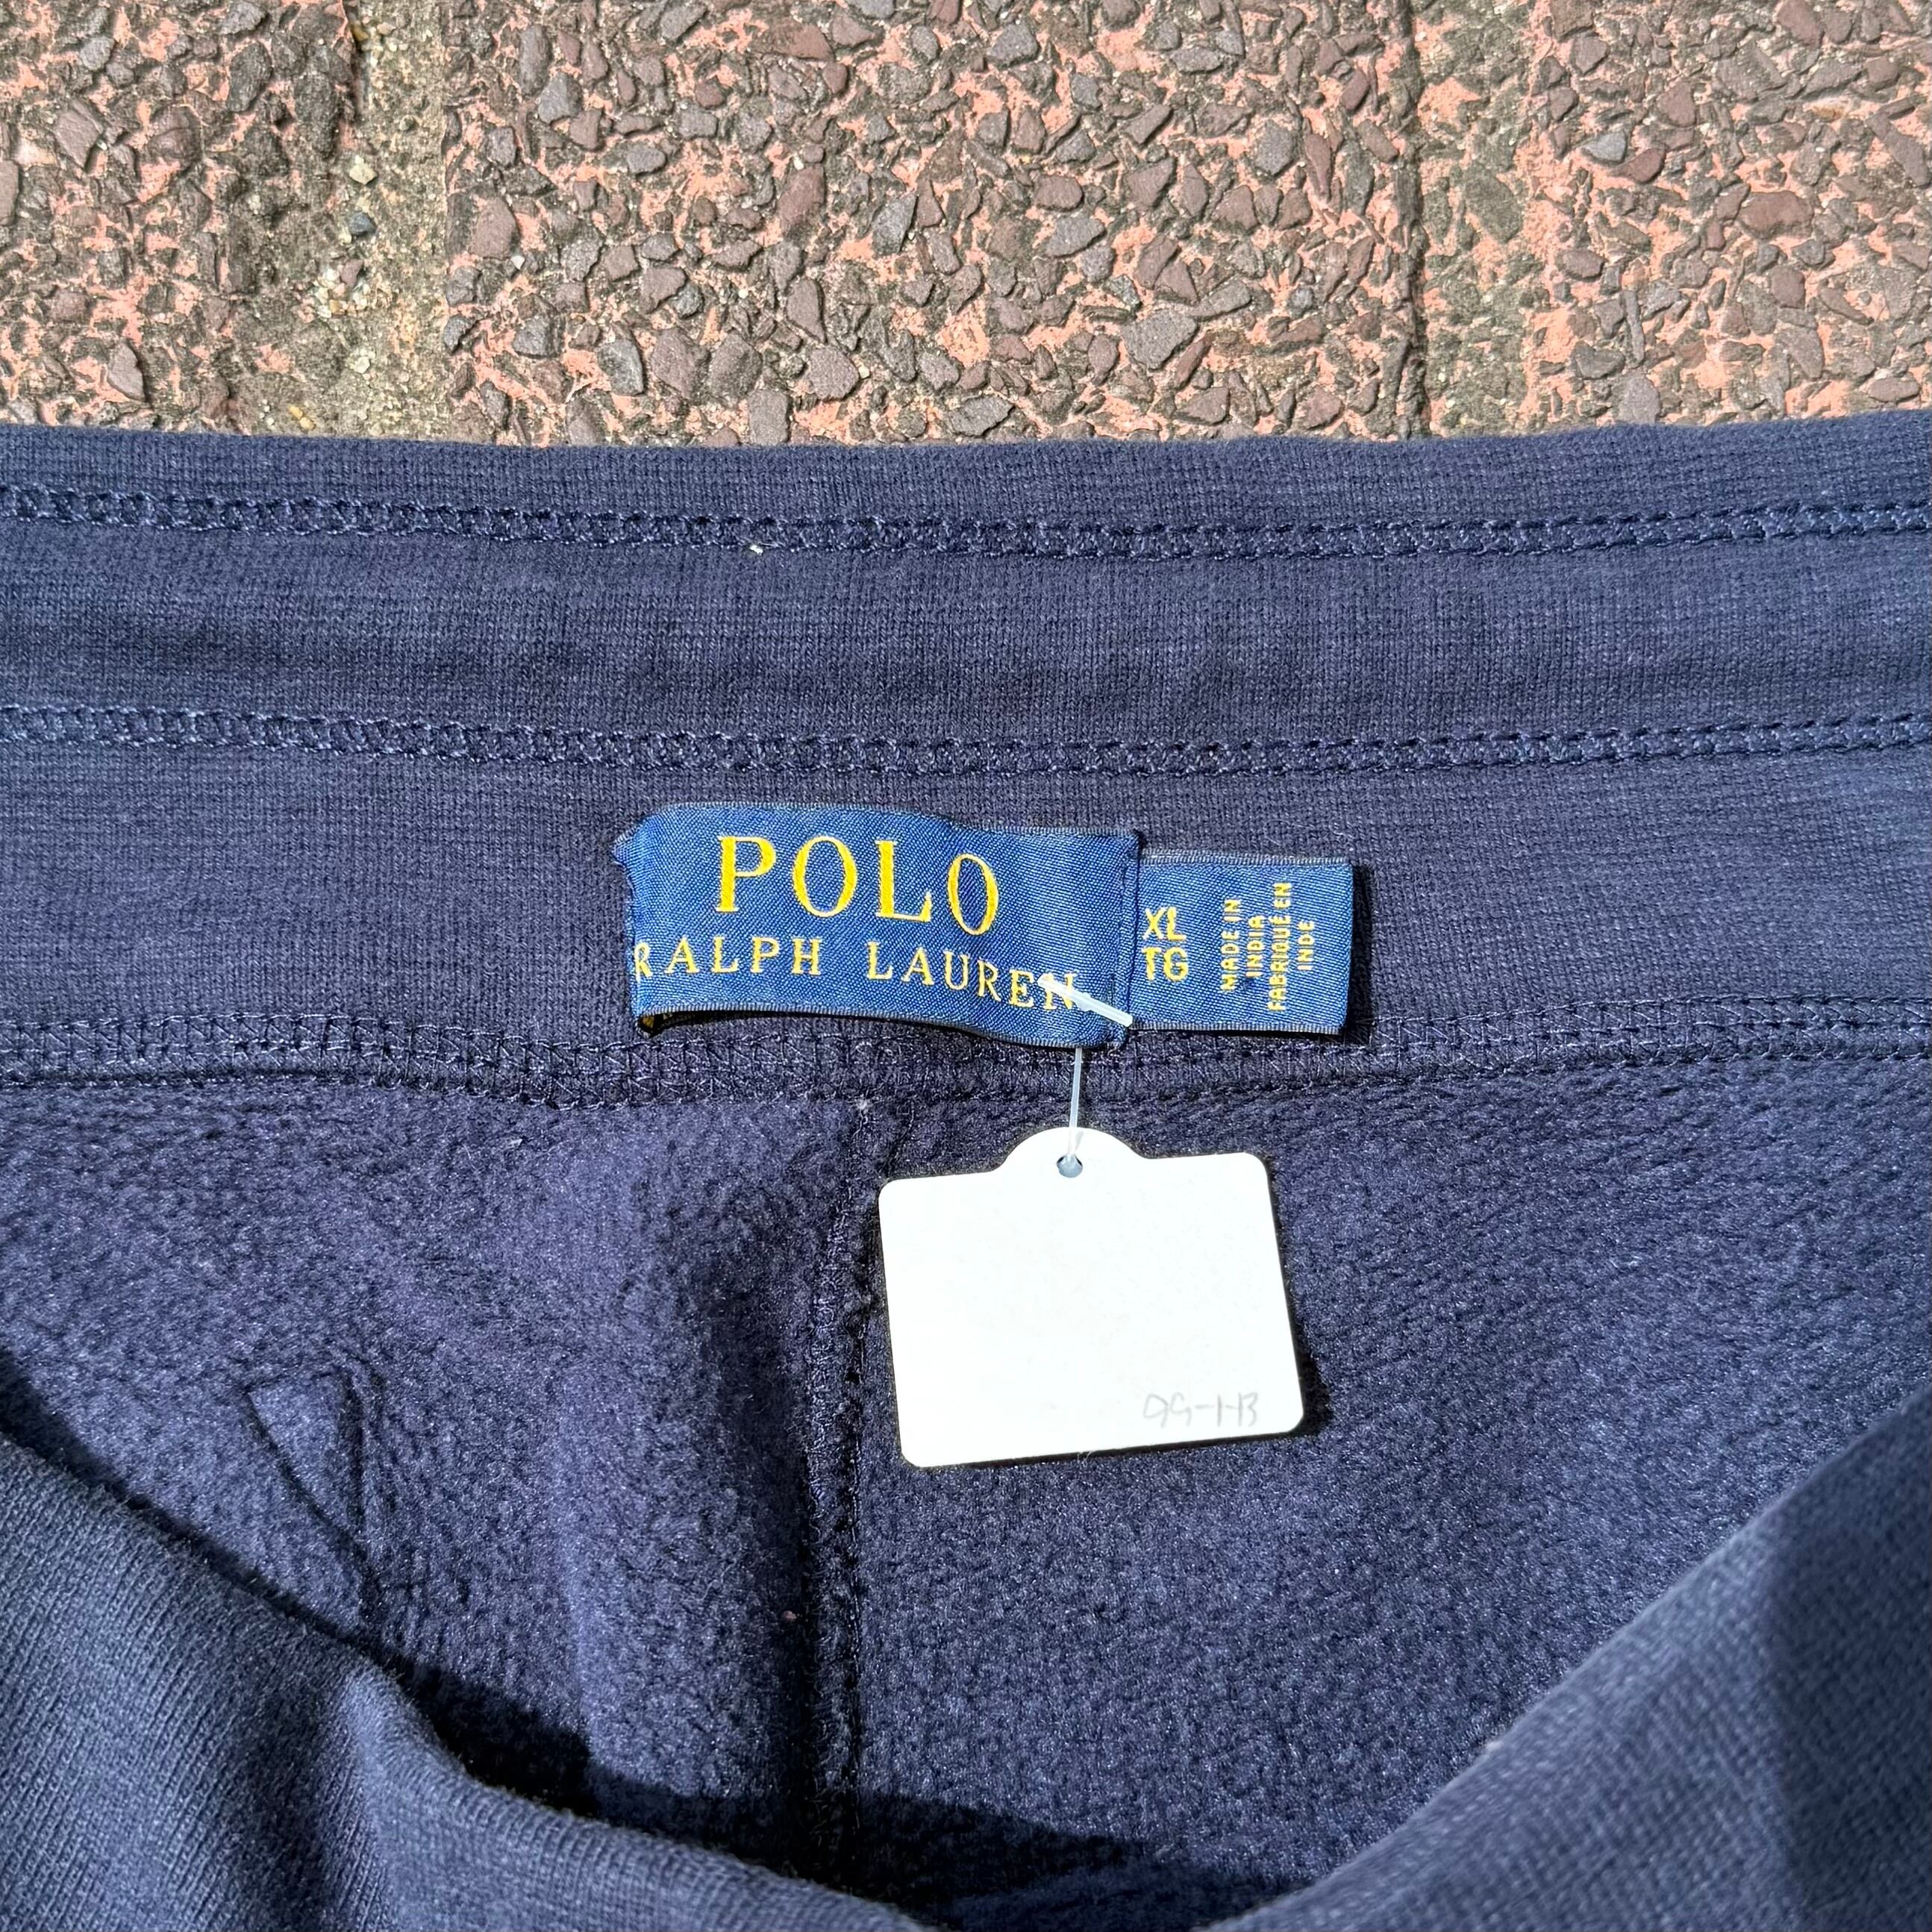 POLO
RALPH LAUREN
XL
TG
MADE IN
INDIA
FABRIQUÉ EN
INDE